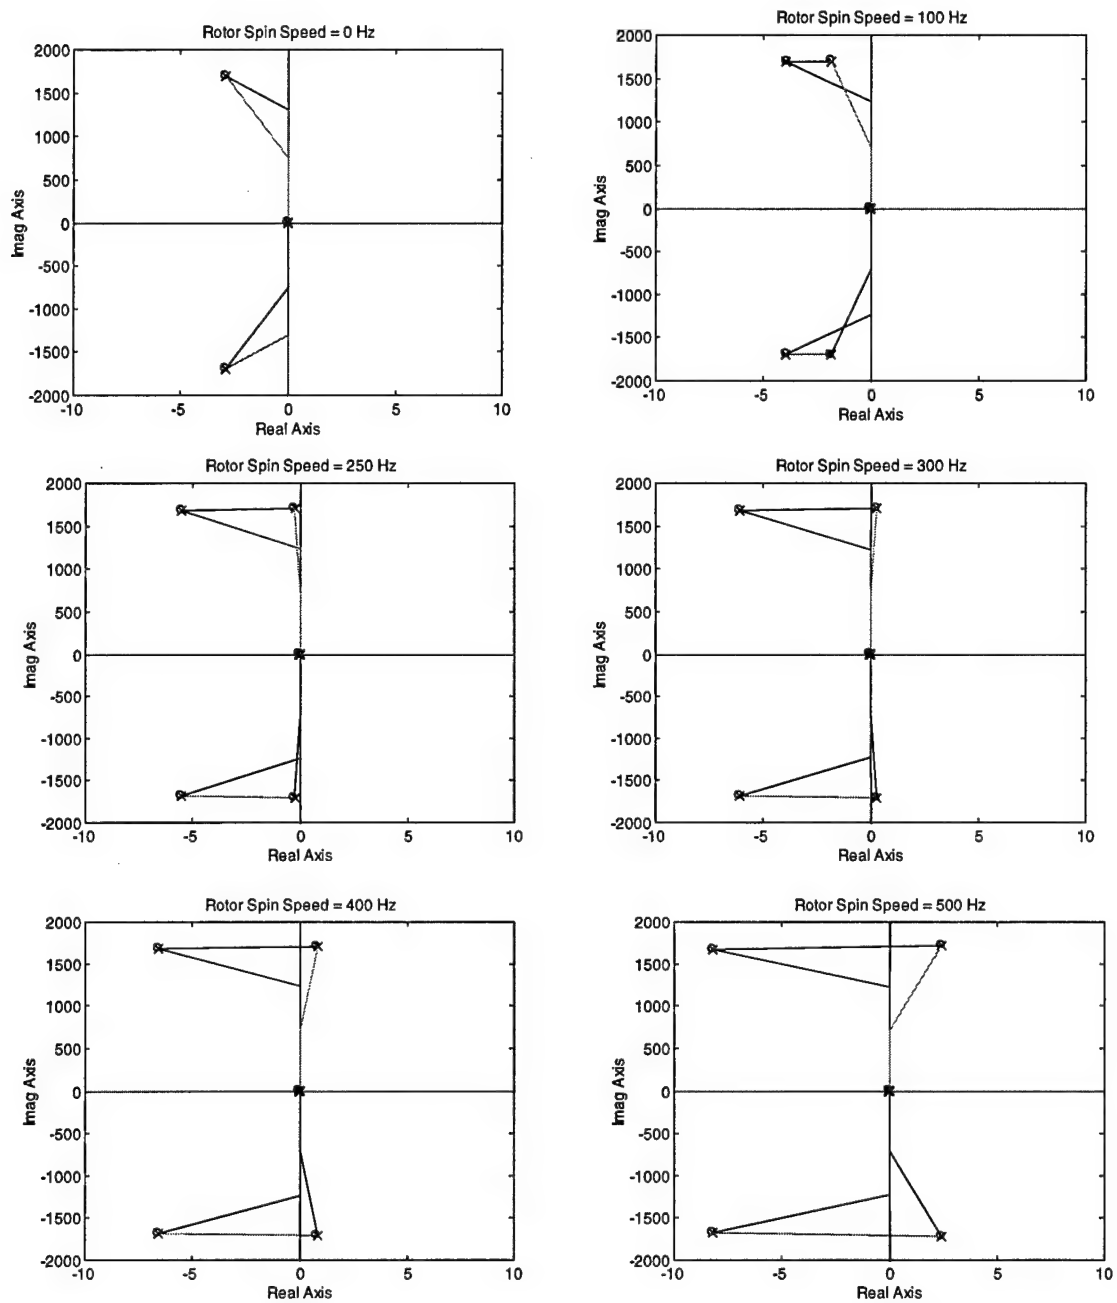 Rotor Spin Speed = 0 Hz
2000
1500
1000
500
0
-500
-1000
-1500
-2000
Imag Axis
-10 -5 0 5 10
Real Axis
Rotor Spin Speed = 100 Hz
2000
1500
1000
500
0
-500
-1000
-1500
-2000
Imag Axis
-10 -5 0 5 10
Real Axis
Rotor Spin Speed = 250 Hz
2000
1500
1000
500
0
-500
-1000
-1500
-2000
Imag Axis
-10 -5 0 5 10
Real Axis
Rotor Spin Speed = 300 Hz
2000
1500
1000
500
0
-500
-1000
-1500
-2000
Imag Axis
-10 -5 0 5 10
Real Axis
Rotor Spin Speed = 400 Hz
2000
1500
1000
500
0
-500
-1000
-1500
-2000
Imag Axis
-10 -5 0 5 10
Real Axis
Rotor Spin Speed = 500 Hz
2000
1500
1000
500
0
-500
-1000
-1500
-2000
Imag Axis
-10 -5 0 5 10
Real Axis